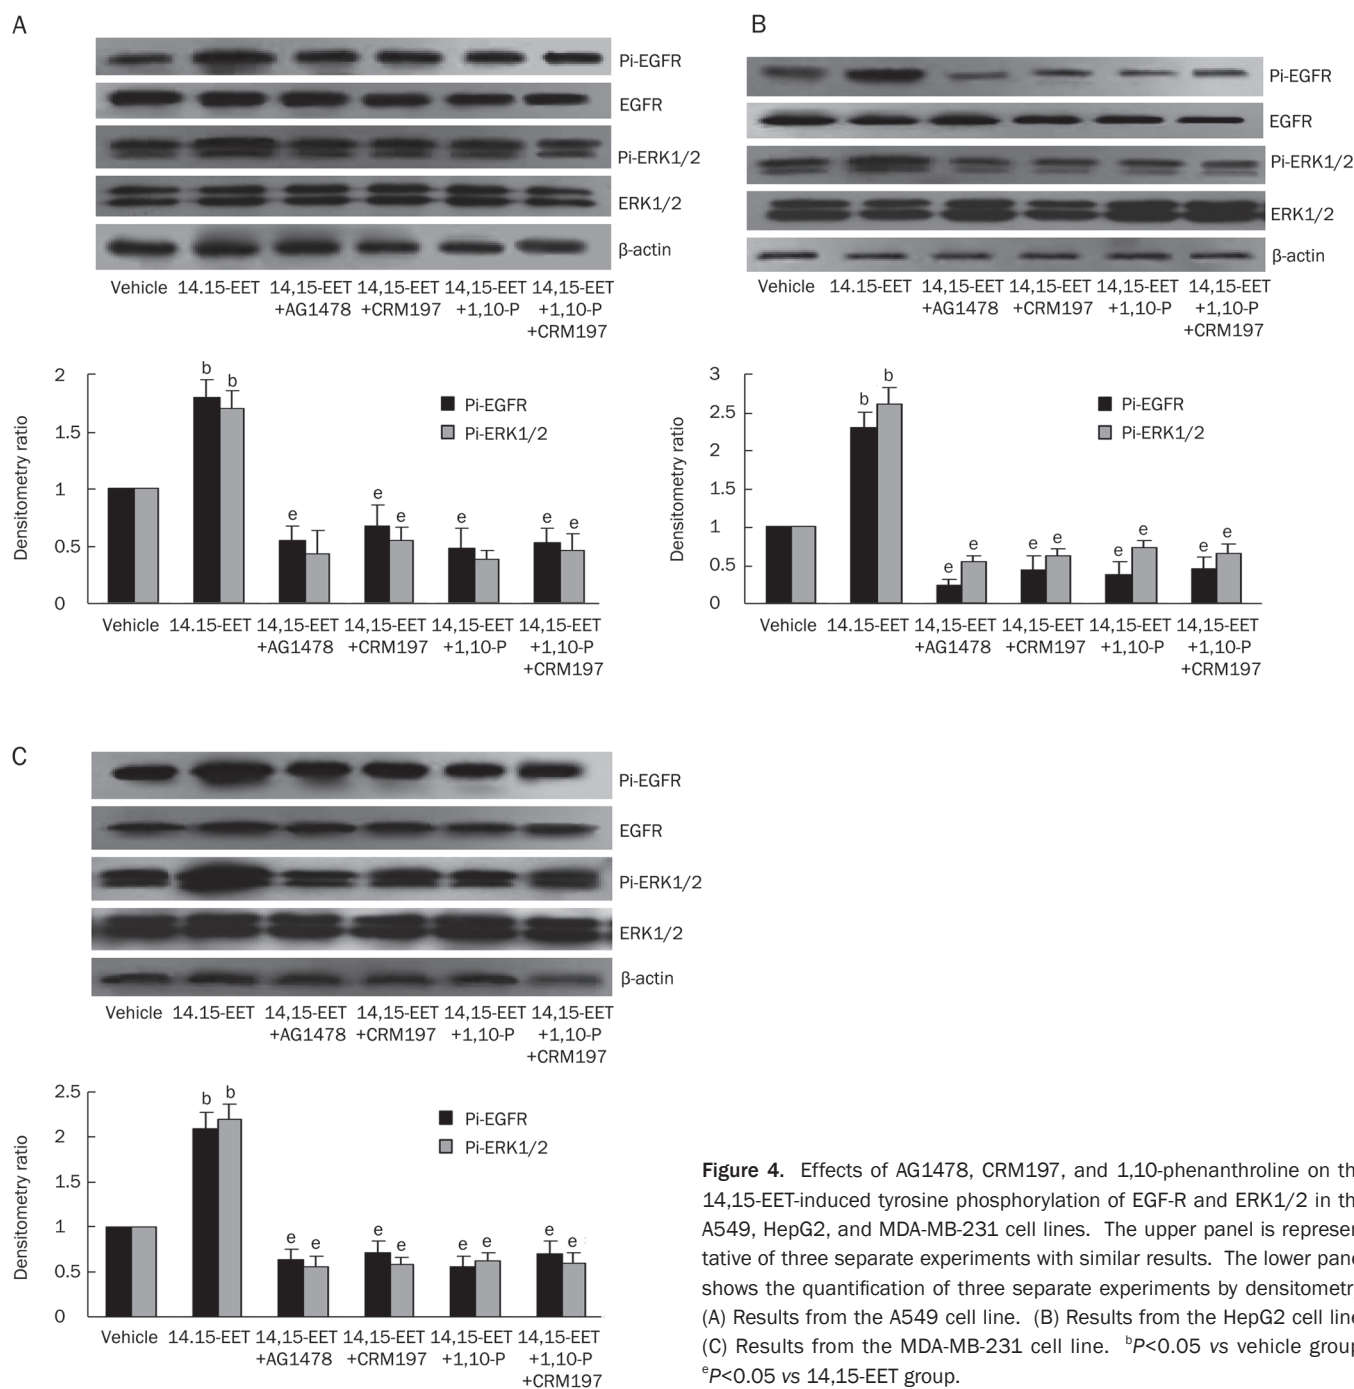 A
Pi-EGFR
EGFR
Pi-ERK1/2
ERK1/2
β-actin
Vehicle 14.15-EET 14,15-EET 14,15-EET 14,15-EET 14,15-EET
+AG1478 +CRM197 +1,10-P +1,10-P
+CRM197
2
1.5
1
0.5
0
Densitometry ratio
b b
e e e e e e
Pi-EGFR
Pi-ERK1/2
Vehicle 14.15-EET 14,15-EET 14,15-EET 14,15-EET 14,15-EET
+AG1478 +CRM197 +1,10-P +1,10-P
+CRM197
B
Pi-EGFR
EGFR
Pi-ERK1/2
ERK1/2
β-actin
Vehicle 14.15-EET 14,15-EET 14,15-EET 14,15-EET 14,15-EET
+AG1478 +CRM197 +1,10-P +1,10-P
+CRM197
3
2.5
2
1.5
1
0.5
0
Densitometry ratio
b b
e e e e e e e e
Pi-EGFR
Pi-ERK1/2
Vehicle 14.15-EET 14,15-EET 14,15-EET 14,15-EET 14,15-EET
+AG1478 +CRM197 +1,10-P +1,10-P
+CRM197
C
Pi-EGFR
EGFR
Pi-ERK1/2
ERK1/2
β-actin
Vehicle 14.15-EET 14,15-EET 14,15-EET 14,15-EET 14,15-EET
+AG1478 +CRM197 +1,10-P +1,10-P
+CRM197
2.5
2
1.5
1
0.5
0
Densitometry ratio
b b
e e e e e e e e
Pi-EGFR
Pi-ERK1/2
Vehicle 14.15-EET 14,15-EET 14,15-EET 14,15-EET 14,15-EET
+AG1478 +CRM197 +1,10-P +1,10-P
+CRM197
Figure 4. Effects of AG1478, CRM197, and 1,10-phenanthroline on th
14,15-EET-induced tyrosine phosphorylation of EGF-R and ERK1/2 in th
A549, HepG2, and MDA-MB-231 cell lines. The upper panel is represen
tative of three separate experiments with similar results. The lower pane
shows the quantification of three separate experiments by densitometr
(A) Results from the A549 cell line. (B) Results from the HepG2 cell line
(C) Results from the MDA-MB-231 cell line. bP<0.05 vs vehicle group
eP<0.05 vs 14,15-EET group.